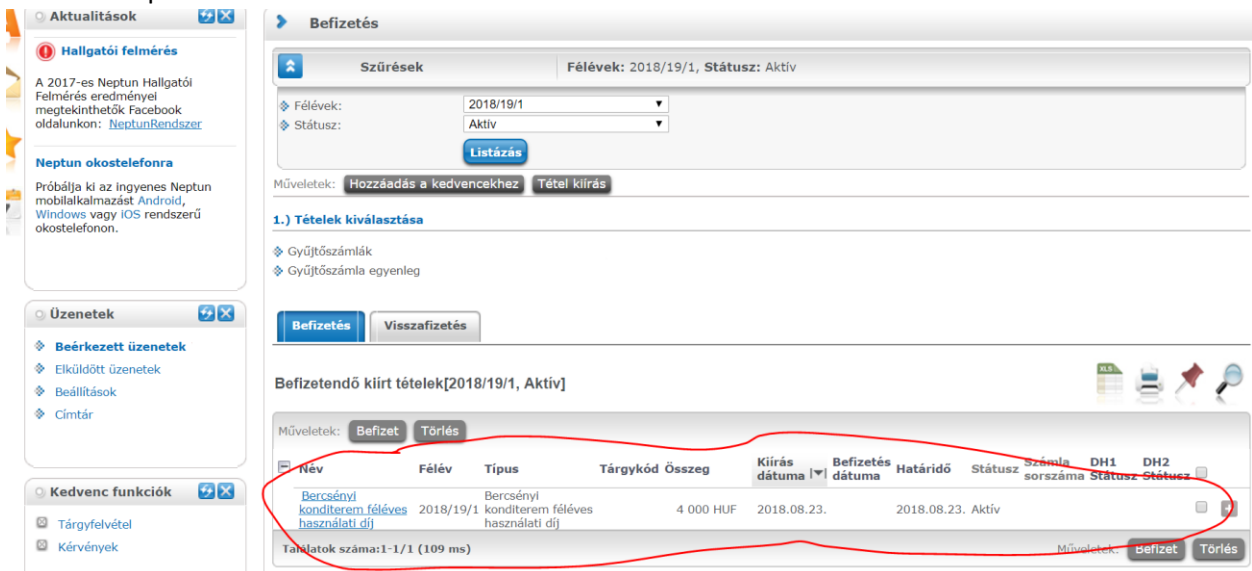 Aktualitások
Hallgatói felmérés
A 2017-es Neptun Hallgatói
Felmérés eredményei
megtekinthetők Facebook
oldalunkon: NeptunRendszer
Neptun okostelefonra
Próbálja ki az ingyenes Neptun
mobilalkalmazást Android,
Windows vagy iOS rendszerű
okostelefonon.
Üzenetek
Beérkezett üzenetek
Elküldött üzenetek
Beállítások
Címtár
Kedvenc funkciók
Tárgyfelvétel
Kérvények
Befizetés
Szűrések Félévek: 2018/19/1, Státusz: Aktív
Félévek: 2018/19/1
Státusz: Aktív
Listázás
Műveletek: Hozzáadás a kedvencekhez Tétel kiírás
1.) Tételek kiválasztása
Gyűjtőszámlák
Gyűjtőszámla egyenleg
Befizetés Visszafizetés
Befizetendő kiírt tételek[2018/19/1, Aktív]
XLS
Műveletek: Befizet Törlés
Név Félév Típus Tárgykód Összeg Kiírás dátuma Befizetés dátuma Határidő Státusz Számla sorszáma DH1 Státusz DH2 Státusz
Bercsényi konditerem féléves használati díj 2018/19/1 Bercsényi konditerem féléves használati díj 4 000 HUF 2018.08.23. 2018.08.23. Aktív
Találatok száma:1-1/1 (109 ms) Műveletek: Befizet Törlés